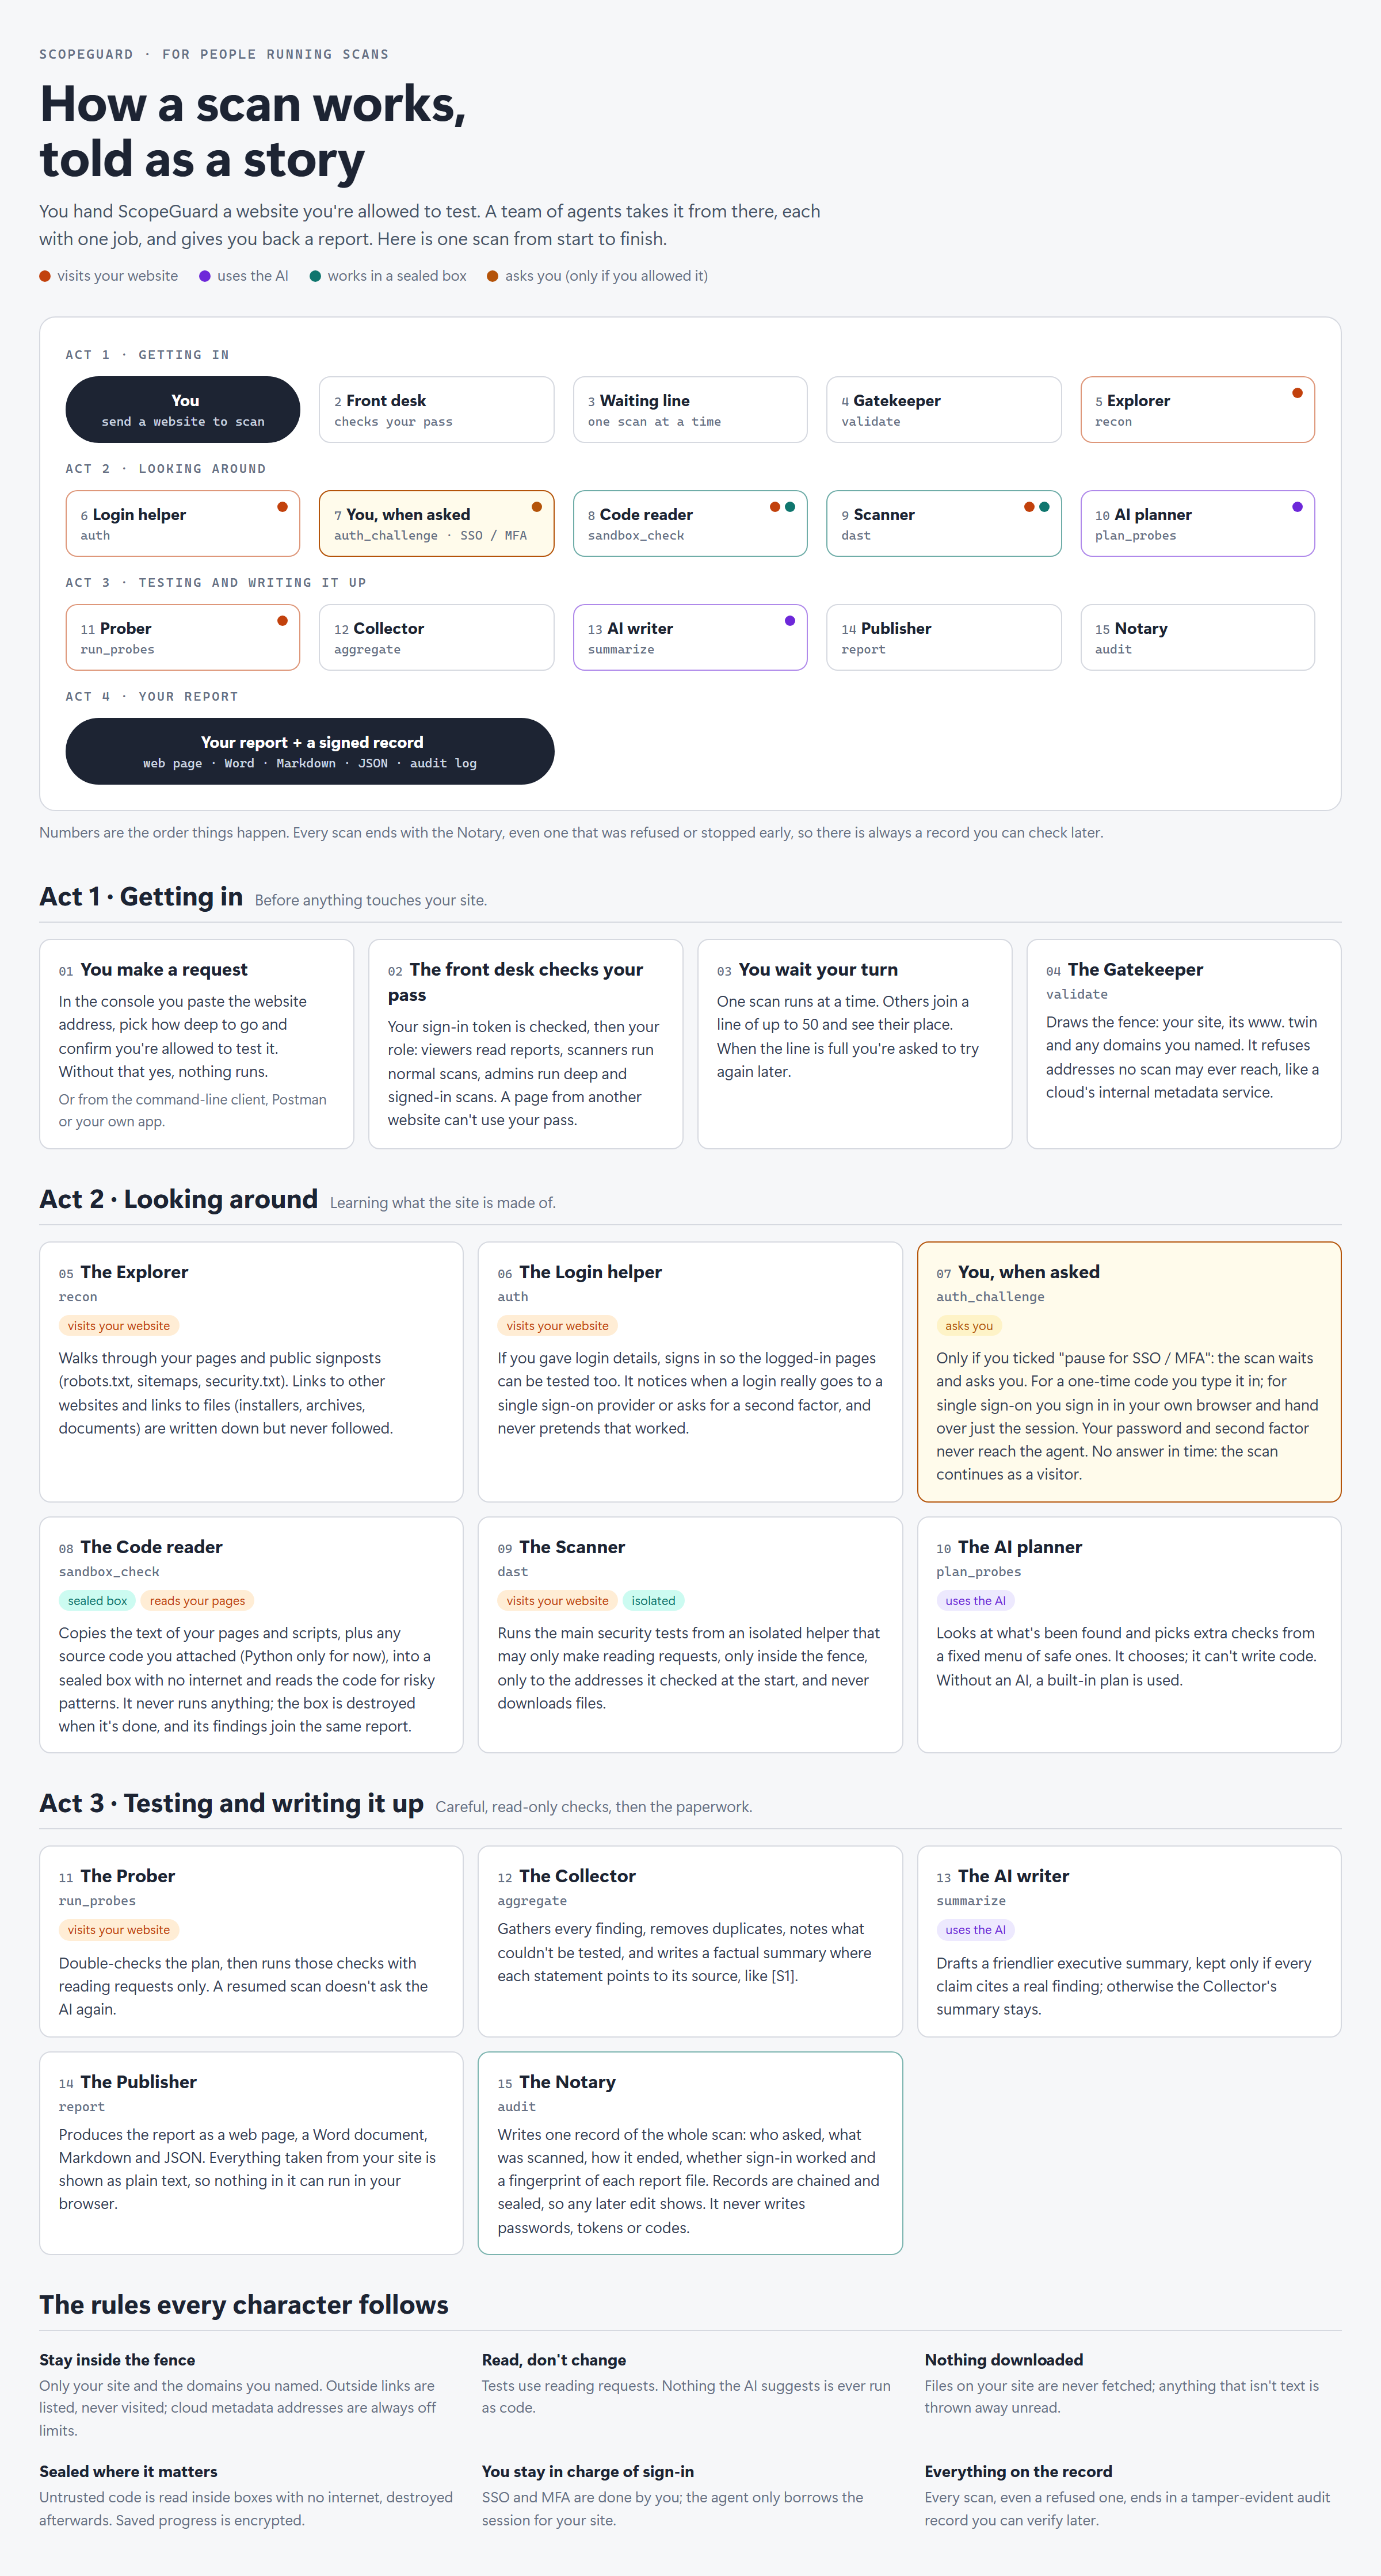 SCOPEGUARD · FOR PEOPLE RUNNING SCANS
How a scan works,
told as a story
You hand ScopeGuard a website you're allowed to test. A team of agents takes it from there, each
with one job, and gives you back a report. Here is one scan from start to finish.
visits your website
uses the AI
works in a sealed box
asks you (only if you allowed it)
ACT 1 · GETTING IN
You
send a website to scan
2 Front desk
checks your pass
3 Waiting line
one scan at a time
4 Gatekeeper
validate
5 Explorer
recon
ACT 2 · LOOKING AROUND
6 Login helper
auth
7 You, when asked
auth_challenge · SSO / MFA
8 Code reader
sandbox_check
9 Scanner
dast
10 AI planner
plan_probes
ACT 3 · TESTING AND WRITING IT UP
11 Prober
run_probes
12 Collector
aggregate
13 AI writer
summarize
14 Publisher
report
15 Notary
audit
ACT 4 · YOUR REPORT
Your report + a signed record
web page · Word · Markdown · JSON · audit log
Numbers are the order things happen. Every scan ends with the Notary, even one that was refused or stopped early, so there is always a record you can check later.
Act 1 · Getting in Before anything touches your site.
01 You make a request
In the console you paste the website
address, pick how deep to go and
confirm you're allowed to test it.
Without that yes, nothing runs.
Or from the command-line client, Postman
or your own app.
02 The front desk checks your
pass
Your sign-in token is checked, then your
role: viewers read reports, scanners run
normal scans, admins run deep and
signed-in scans. A page from another
website can't use your pass.
03 You wait your turn
One scan runs at a time. Others join a
line of up to 50 and see their place.
When the line is full you're asked to try
again later.
04 The Gatekeeper
validate
Draws the fence: your site, its www. twin
and any domains you named. It refuses
addresses no scan may ever reach, like a
cloud's internal metadata service.
Act 2 · Looking around Learning what the site is made of.
05 The Explorer
recon
visits your website
Walks through your pages and public signposts
(robots.txt, sitemaps, security.txt). Links to other
websites and links to files (installers, archives,
documents) are written down but never followed.
06 The Login helper
auth
visits your website
If you gave login details, signs in so the logged-in pages
can be tested too. It notices when a login really goes to a
single sign-on provider or asks for a second factor, and
never pretends that worked.
07 You, when asked
auth_challenge
asks you
Only if you ticked "pause for SSO / MFA": the scan waits
and asks you. For a one-time code you type it in; for
single sign-on you sign in in your own browser and hand
over just the session. Your password and second factor
never reach the agent. No answer in time: the scan
continues as a visitor.
08 The Code reader
sandbox_check
sealed box
reads your pages
Copies the text of your pages and scripts, plus any
source code you attached (Python only for now), into a
sealed box with no internet and reads the code for risky
patterns. It never runs anything; the box is destroyed
when it's done, and its findings join the same report.
09 The Scanner
dast
visits your website
isolated
Runs the main security tests from an isolated helper that
may only make reading requests, only inside the fence,
only to the addresses it checked at the start, and never
downloads files.
10 The AI planner
plan_probes
uses the AI
Looks at what's been found and picks extra checks from
a fixed menu of safe ones. It chooses; it can't write code.
Without an AI, a built-in plan is used.
Act 3 · Testing and writing it up Careful, read-only checks, then the paperwork.
11 The Prober
run_probes
visits your website
Double-checks the plan, then runs those checks with
reading requests only. A resumed scan doesn't ask the
AI again.
12 The Collector
aggregate
Gathers every finding, removes duplicates, notes what
couldn't be tested, and writes a factual summary where
each statement points to its source, like [S1].
13 The AI writer
summarize
uses the AI
Drafts a friendlier executive summary, kept only if every
claim cites a real finding; otherwise the Collector's
summary stays.
14 The Publisher
report
Produces the report as a web page, a Word document,
Markdown and JSON. Everything taken from your site is
shown as plain text, so nothing in it can run in your
browser.
15 The Notary
audit
Writes one record of the whole scan: who asked, what
was scanned, how it ended, whether sign-in worked and
a fingerprint of each report file. Records are chained and
sealed, so any later edit shows. It never writes
passwords, tokens or codes.
The rules every character follows
Stay inside the fence
Only your site and the domains you named. Outside links are
listed, never visited; cloud metadata addresses are always off
limits.
Read, don't change
Tests use reading requests. Nothing the AI suggests is ever run
as code.
Nothing downloaded
Files on your site are never fetched; anything that isn't text is
thrown away unread.
Sealed where it matters
Untrusted code is read inside boxes with no internet, destroyed
afterwards. Saved progress is encrypted.
You stay in charge of sign-in
SSO and MFA are done by you; the agent only borrows the
session for your site.
Everything on the record
Every scan, even a refused one, ends in a tamper-evident audit
record you can verify later.